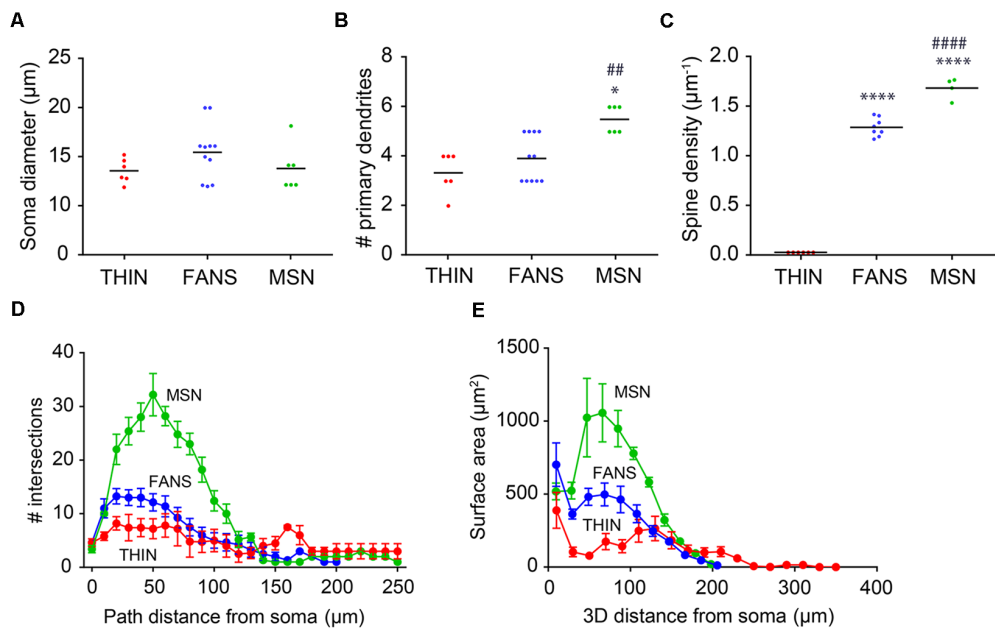 A
Soma diameter (µm)
25
20
15
10
5
0
THIN FANS MSN
B
# primary dendrites
8
6
4
2
0
##
*
THIN FANS MSN
C
Spine density (µm⁻¹)
2.0
1.5
1.0
0.5
0.0
####
****
****
THIN FANS MSN
D
# intersections
40
30
20
10
0
MSN
FANS
THIN
0 50 100 150 200 250
Path distance from soma (µm)
E
Surface area (µm²)
1500
1000
500
0
MSN
FANS
THIN
0 100 200 300 400
3D distance from soma (µm)